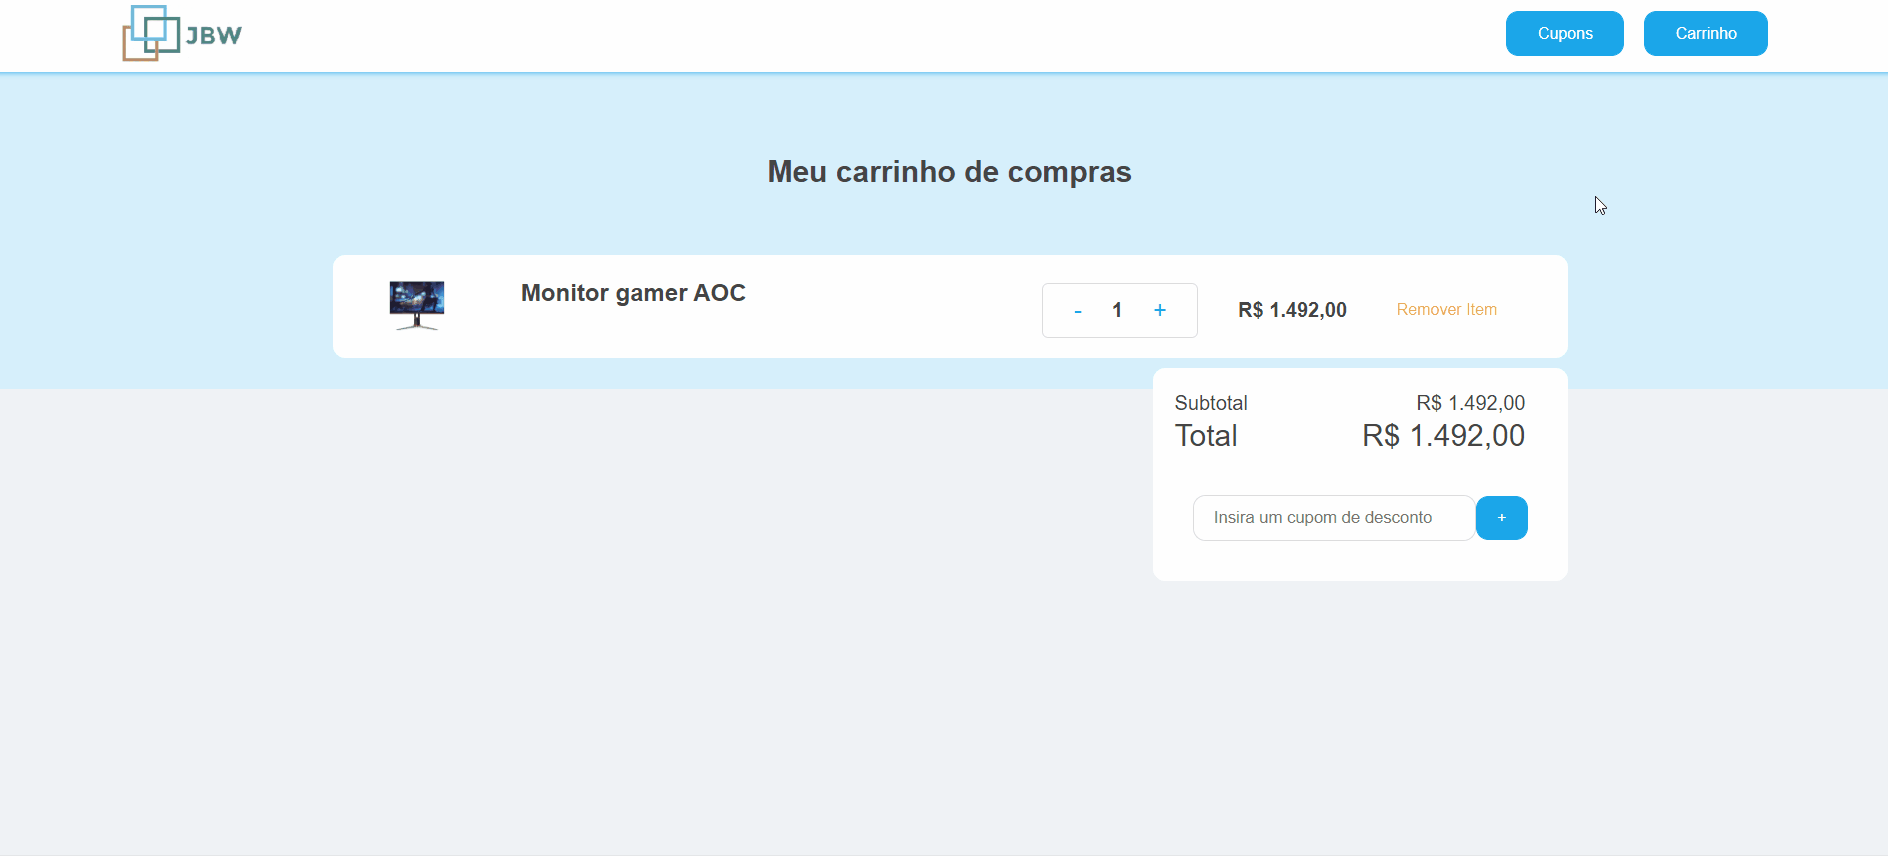 JBW
Cupons
Carrinho
Meu carrinho de compras
Monitor gamer AOC
- 1 +
R$ 1.492,00
Remover Item
Subtotal R$ 1.492,00
Total R$ 1.492,00
Insira um cupom de desconto +